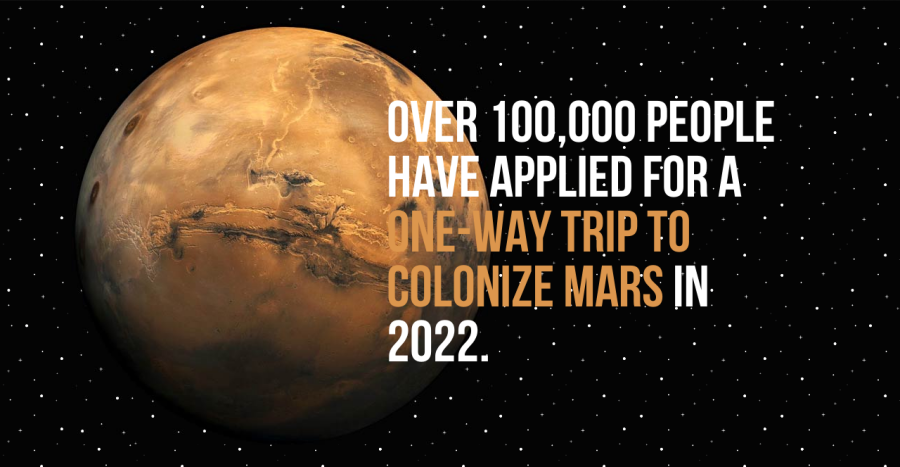 OVER 100,000 PEOPLE
HAVE APPLIED FOR A
ONE-WAY TRIP TO
COLONIZE MARS IN
2022.